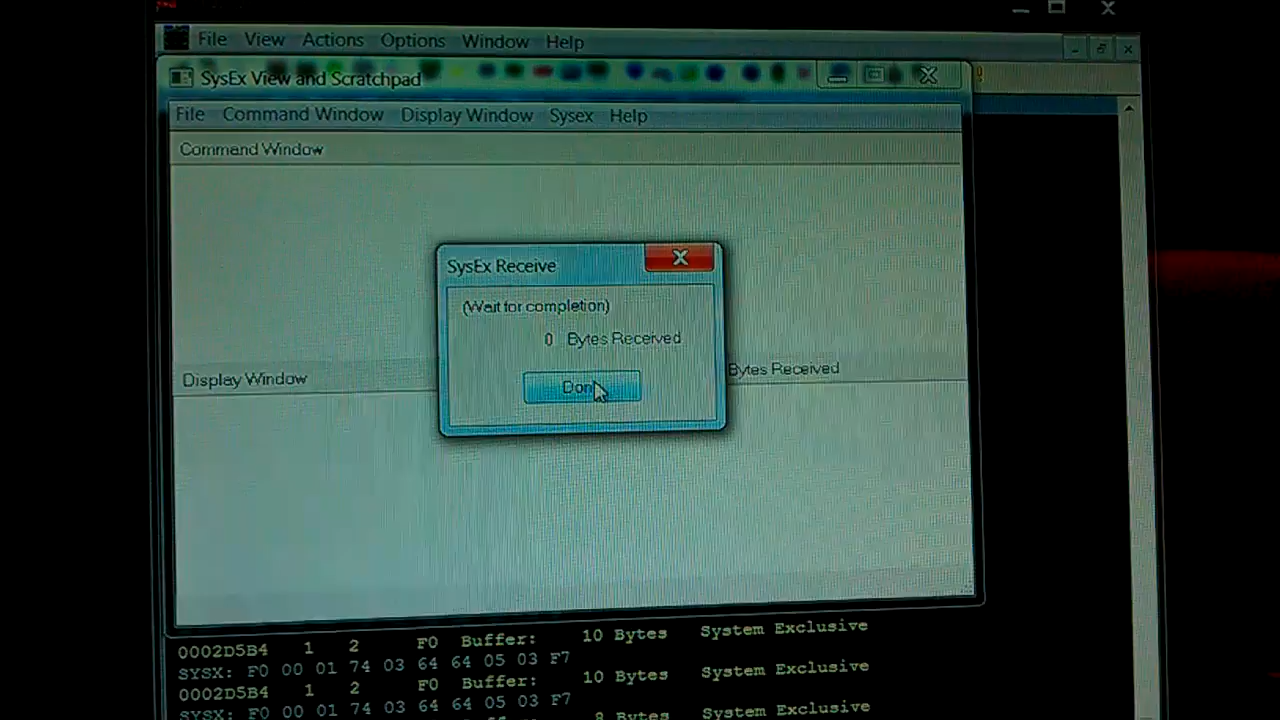 File View Actions Options Window Help
SysEx View and Scratchpad
File Command Window Display Window Sysex Help
Command Window
SysEx Receive
(Wait for completion)
0 Bytes Received
Done
Display Window
Bytes Received
0002D5B4 1 2 F0 Buffer: 10 Bytes System Exclusive
SYSX: F0 00 01 74 03 64 64 05 03 F7
0002D5B4 1 2 F0 Buffer: 10 Bytes System Exclusive
SYSX: F0 00 01 74 03 64 64 05 03 F7
8 Bytes System Exclusive